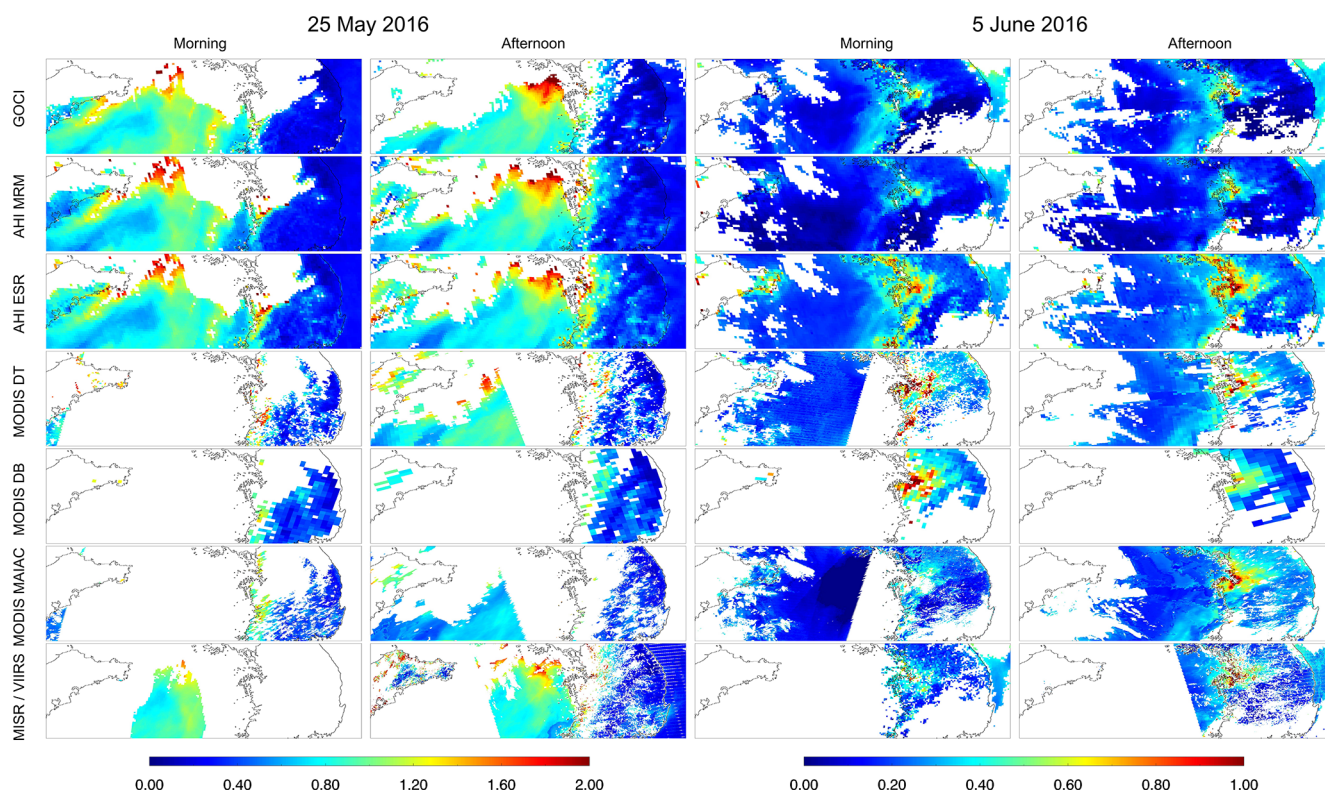 25 May 2016
5 June 2016
Morning
Afternoon
Morning
Afternoon
GOCI
AHI MRM
AHI ESR
MODIS DT
MODIS DB
MODIS MAIAC
MISR / VIIRS
0.00 0.40 0.80 1.20 1.60 2.00
0.00 0.20 0.40 0.60 0.80 1.00